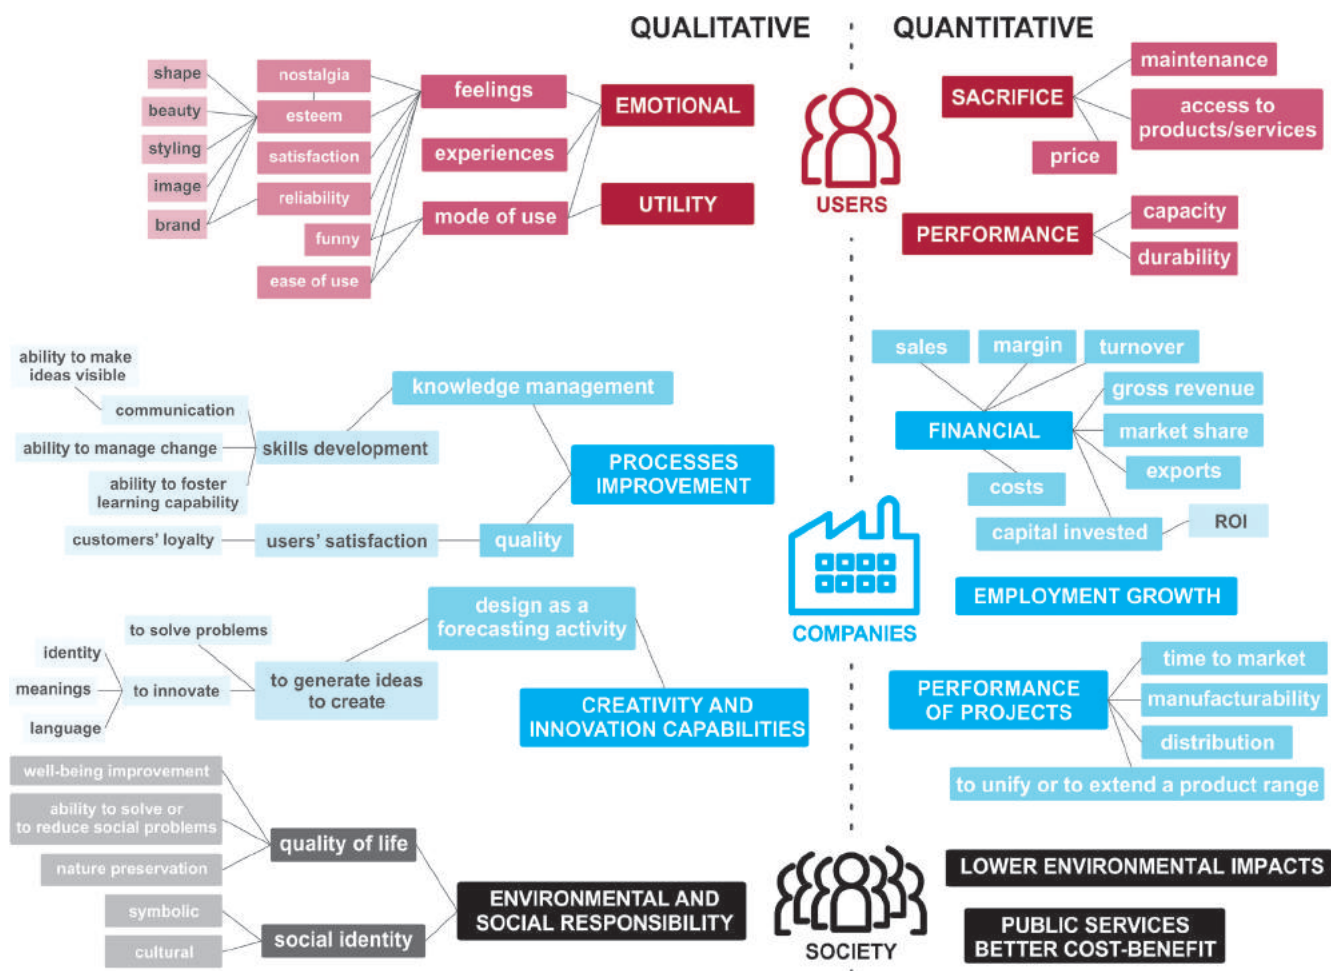 QUALITATIVE
QUANTITATIVE
shape
beauty
styling
image
brand
nostalgia
esteem
satisfaction
reliability
funny
ease of use
feelings
experiences
mode of use
EMOTIONAL
UTILITY
USERS
SACRIFICE
maintenance
access to
products/services
price
PERFORMANCE
capacity
durability
ability to make
ideas visible
communication
ability to manage change
ability to foster
learning capability
customers' loyalty
skills development
users' satisfaction
knowledge management
quality
PROCESSES
IMPROVEMENT
to solve problems
identity
meanings
language
to innovate
to generate ideas
to create
design as a
forecasting activity
CREATIVITY AND
INNOVATION CAPABILITIES
COMPANIES
sales
margin
turnover
gross revenue
FINANCIAL
market share
exports
costs
capital invested
ROI
EMPLOYMENT GROWTH
PERFORMANCE
OF PROJECTS
time to market
manufacturability
distribution
to unify or to extend a product range
well-being improvement
ability to solve or
to reduce social problems
nature preservation
symbolic
cultural
quality of life
social identity
ENVIRONMENTAL AND
SOCIAL RESPONSIBILITY
SOCIETY
LOWER ENVIRONMENTAL IMPACTS
PUBLIC SERVICES
BETTER COST-BENEFIT